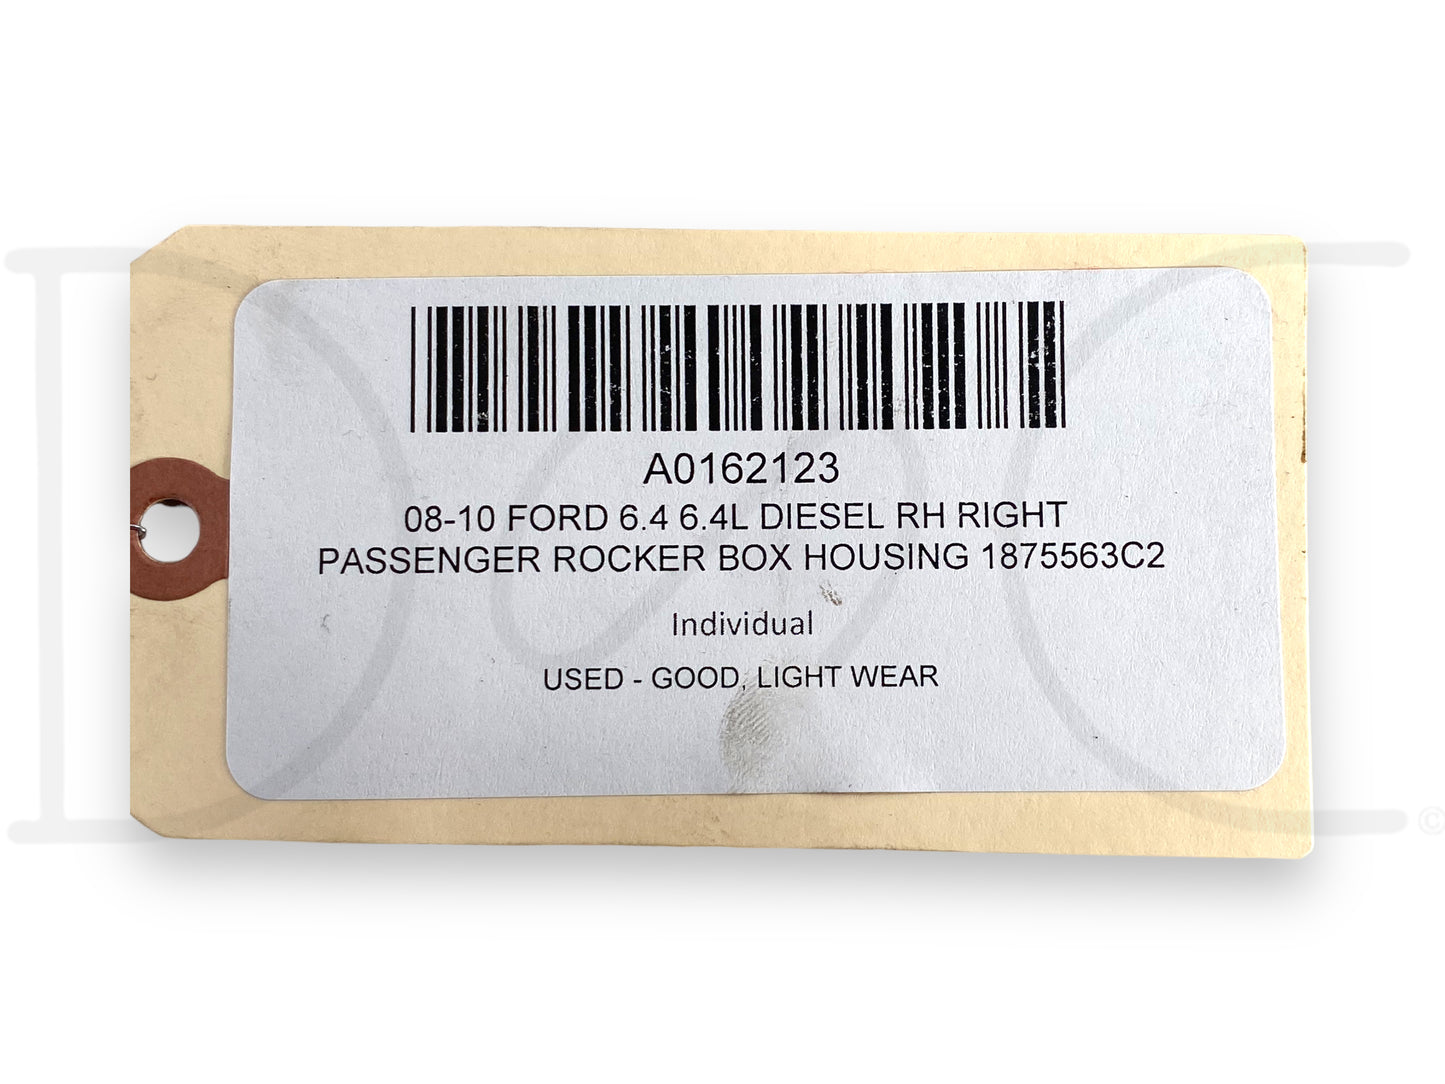 A0162123
08-10 FORD 6.4 6.4L DIESEL RH RIGHT
PASSENGER ROCKER BOX HOUSING 1875563C2
Individual
USED - GOOD, LIGHT WEAR
©